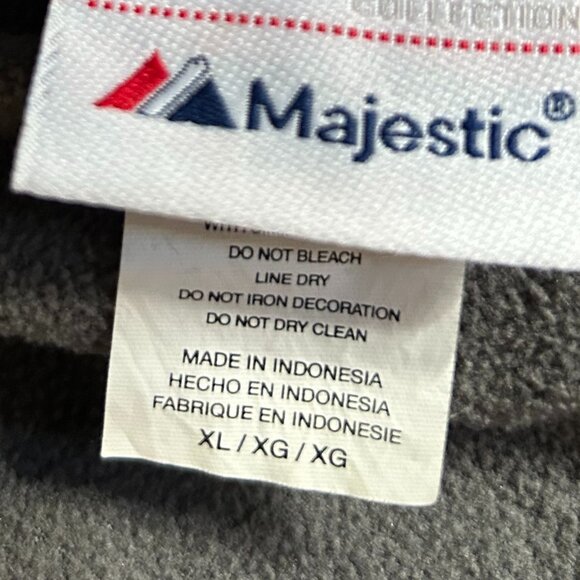 COLLECTION
Majestic®
DO NOT BLEACH
LINE DRY
DO NOT IRON DECORATION
DO NOT DRY CLEAN
MADE IN INDONESIA
HECHO EN INDONESIA
FABRIQUE EN INDONESIE
XL / XG / XG